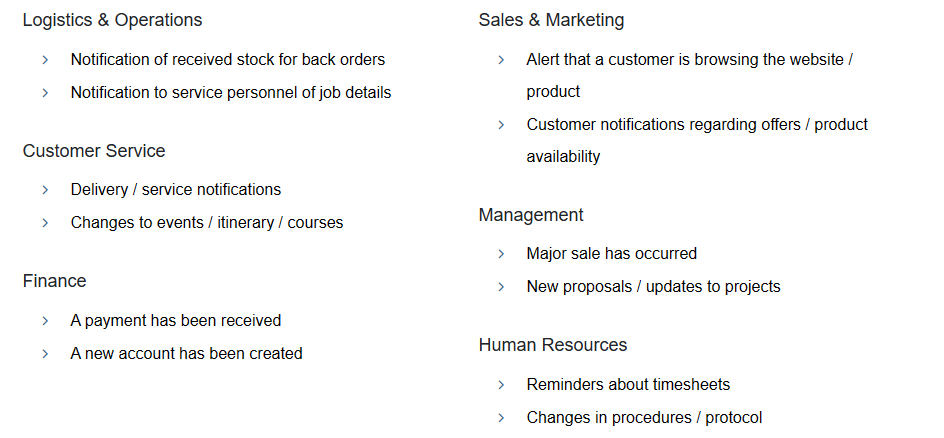 Logistics & Operations
Notification of received stock for back orders
Notification to service personnel of job details
Customer Service
Delivery / service notifications
Changes to events / itinerary / courses
Finance
A payment has been received
A new account has been created
Sales & Marketing
Alert that a customer is browsing the website /
product
Customer notifications regarding offers / product
availability
Management
Major sale has occurred
New proposals / updates to projects
Human Resources
Reminders about timesheets
Changes in procedures / protocol